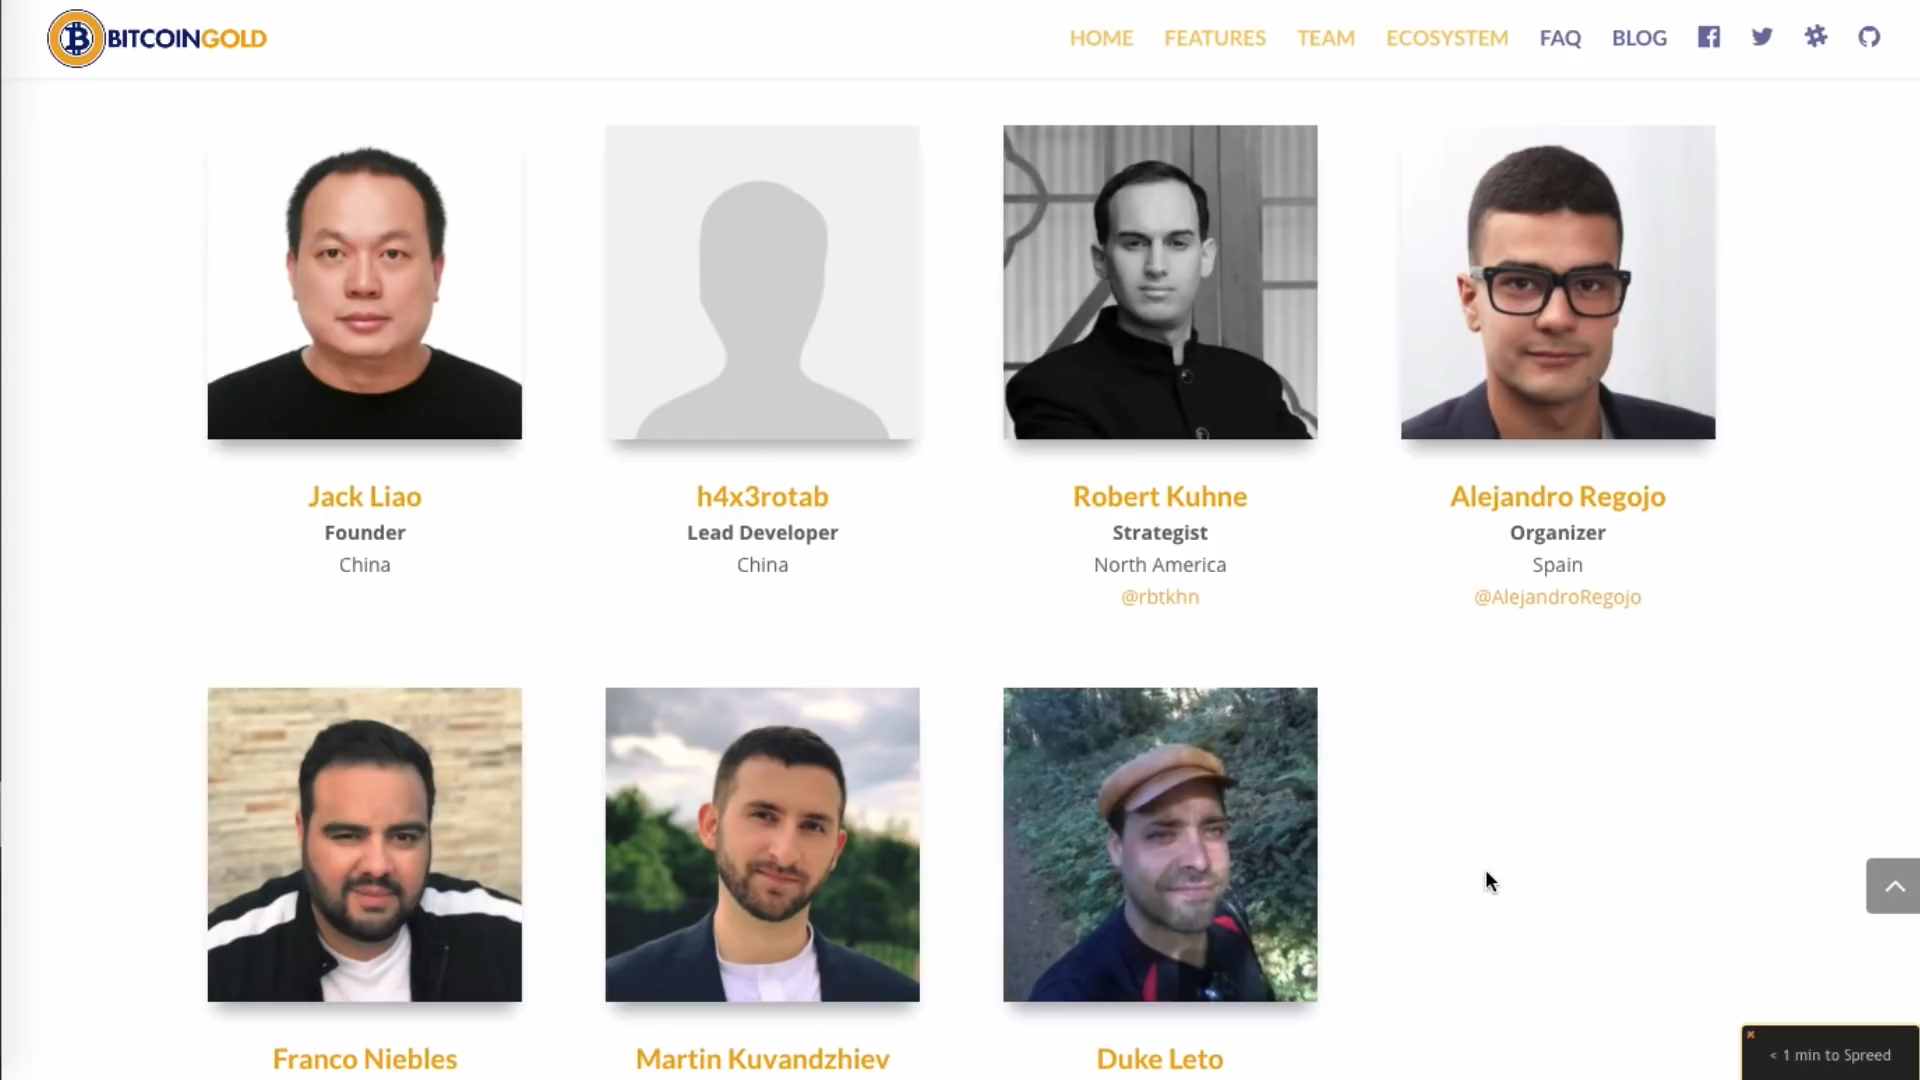 BITCOINGOLD
HOME FEATURES TEAM ECOSYSTEM FAQ BLOG
Jack Liao
Founder
China
h4x3rotab
Lead Developer
China
Robert Kuhne
Strategist
North America
@rbtkhn
Alejandro Regojo
Organizer
Spain
@AlejandroRegojo
Franco Niebles
Martin Kuvandzhiev
Duke Leto
< 1 min to Spreed